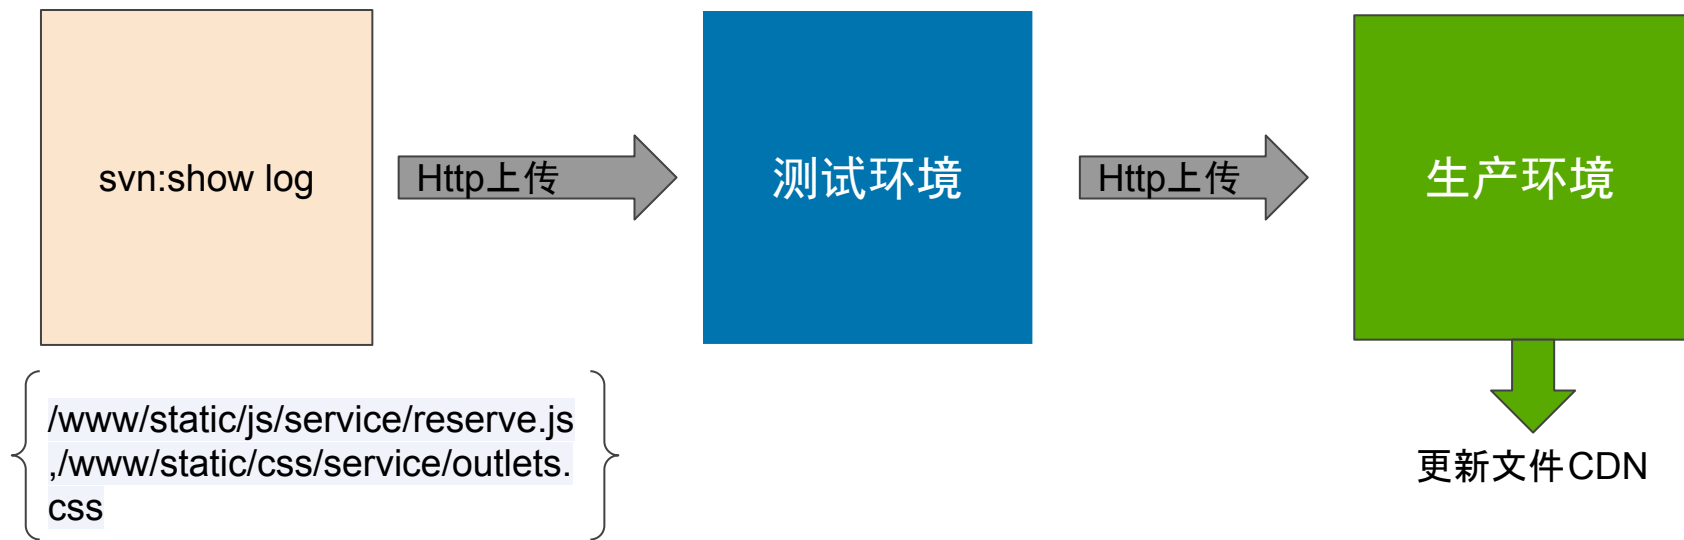 svn:show log
Http上传
测试环境
Http上传
生产环境
/www/static/js/service/reserve.js
,/www/static/css/service/outlets.
css
更新文件CDN